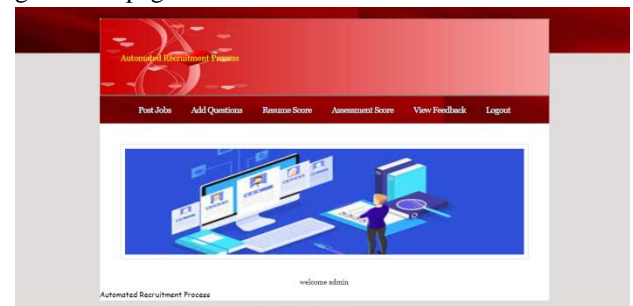 Automated Recruitment Process
Post Jobs Add Questions Resume Score Assessment Score View Feedback Logout
welcome admin
Automated Recruitment Process